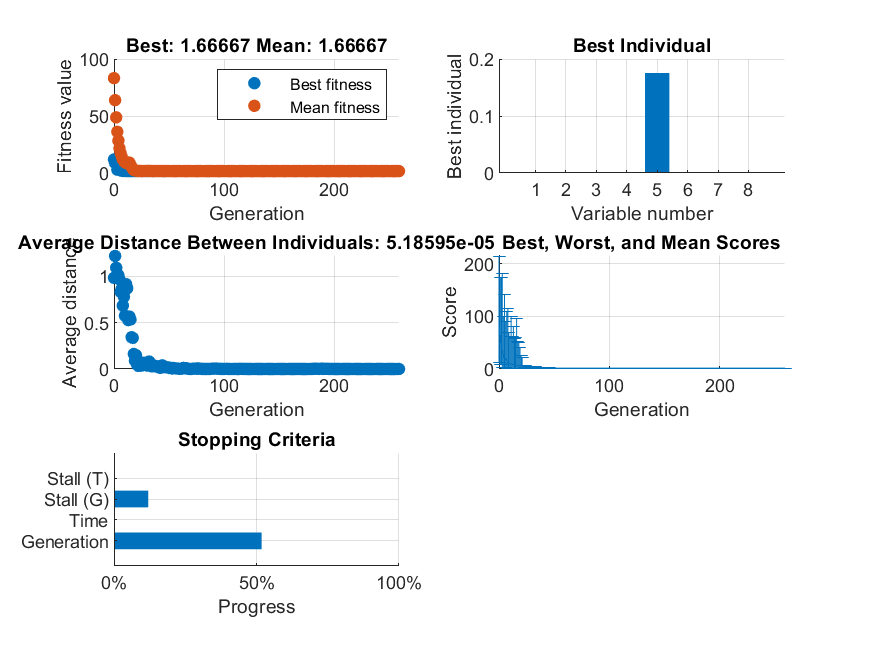 Best: 1.66667 Mean: 1.66667
Fitness value
100
50
0
0 100 200
Generation
Best fitness
Mean fitness
Best Individual
Best individual
0.2
0.1
0
1 2 3 4 5 6 7 8
Variable number
Average Distance Between Individuals: 5.18595e-05
Average distance
1
0.5
0
0 100 200
Generation
Best, Worst, and Mean Scores
Score
200
100
0
0 100 200
Generation
Stopping Criteria
Stall (T)
Stall (G)
Time
Generation
0% 50% 100%
Progress